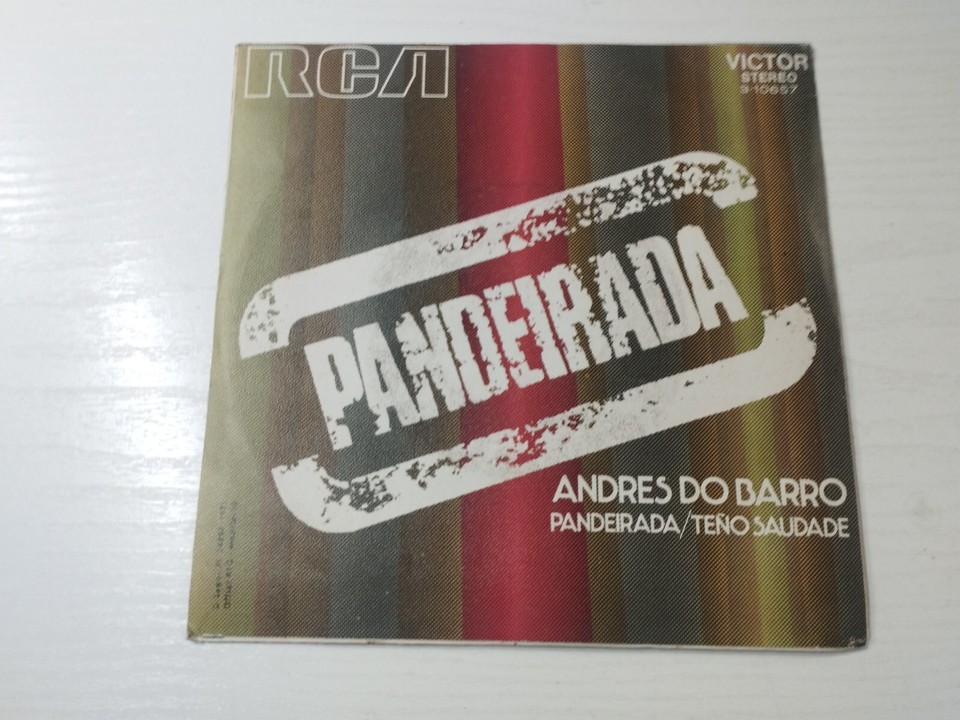 RCA
VICTOR
STEREO
3-10657
PANDEIRADA
ANDRES DO BARRO
PANDEIRADA/TEÑO SAUDADE